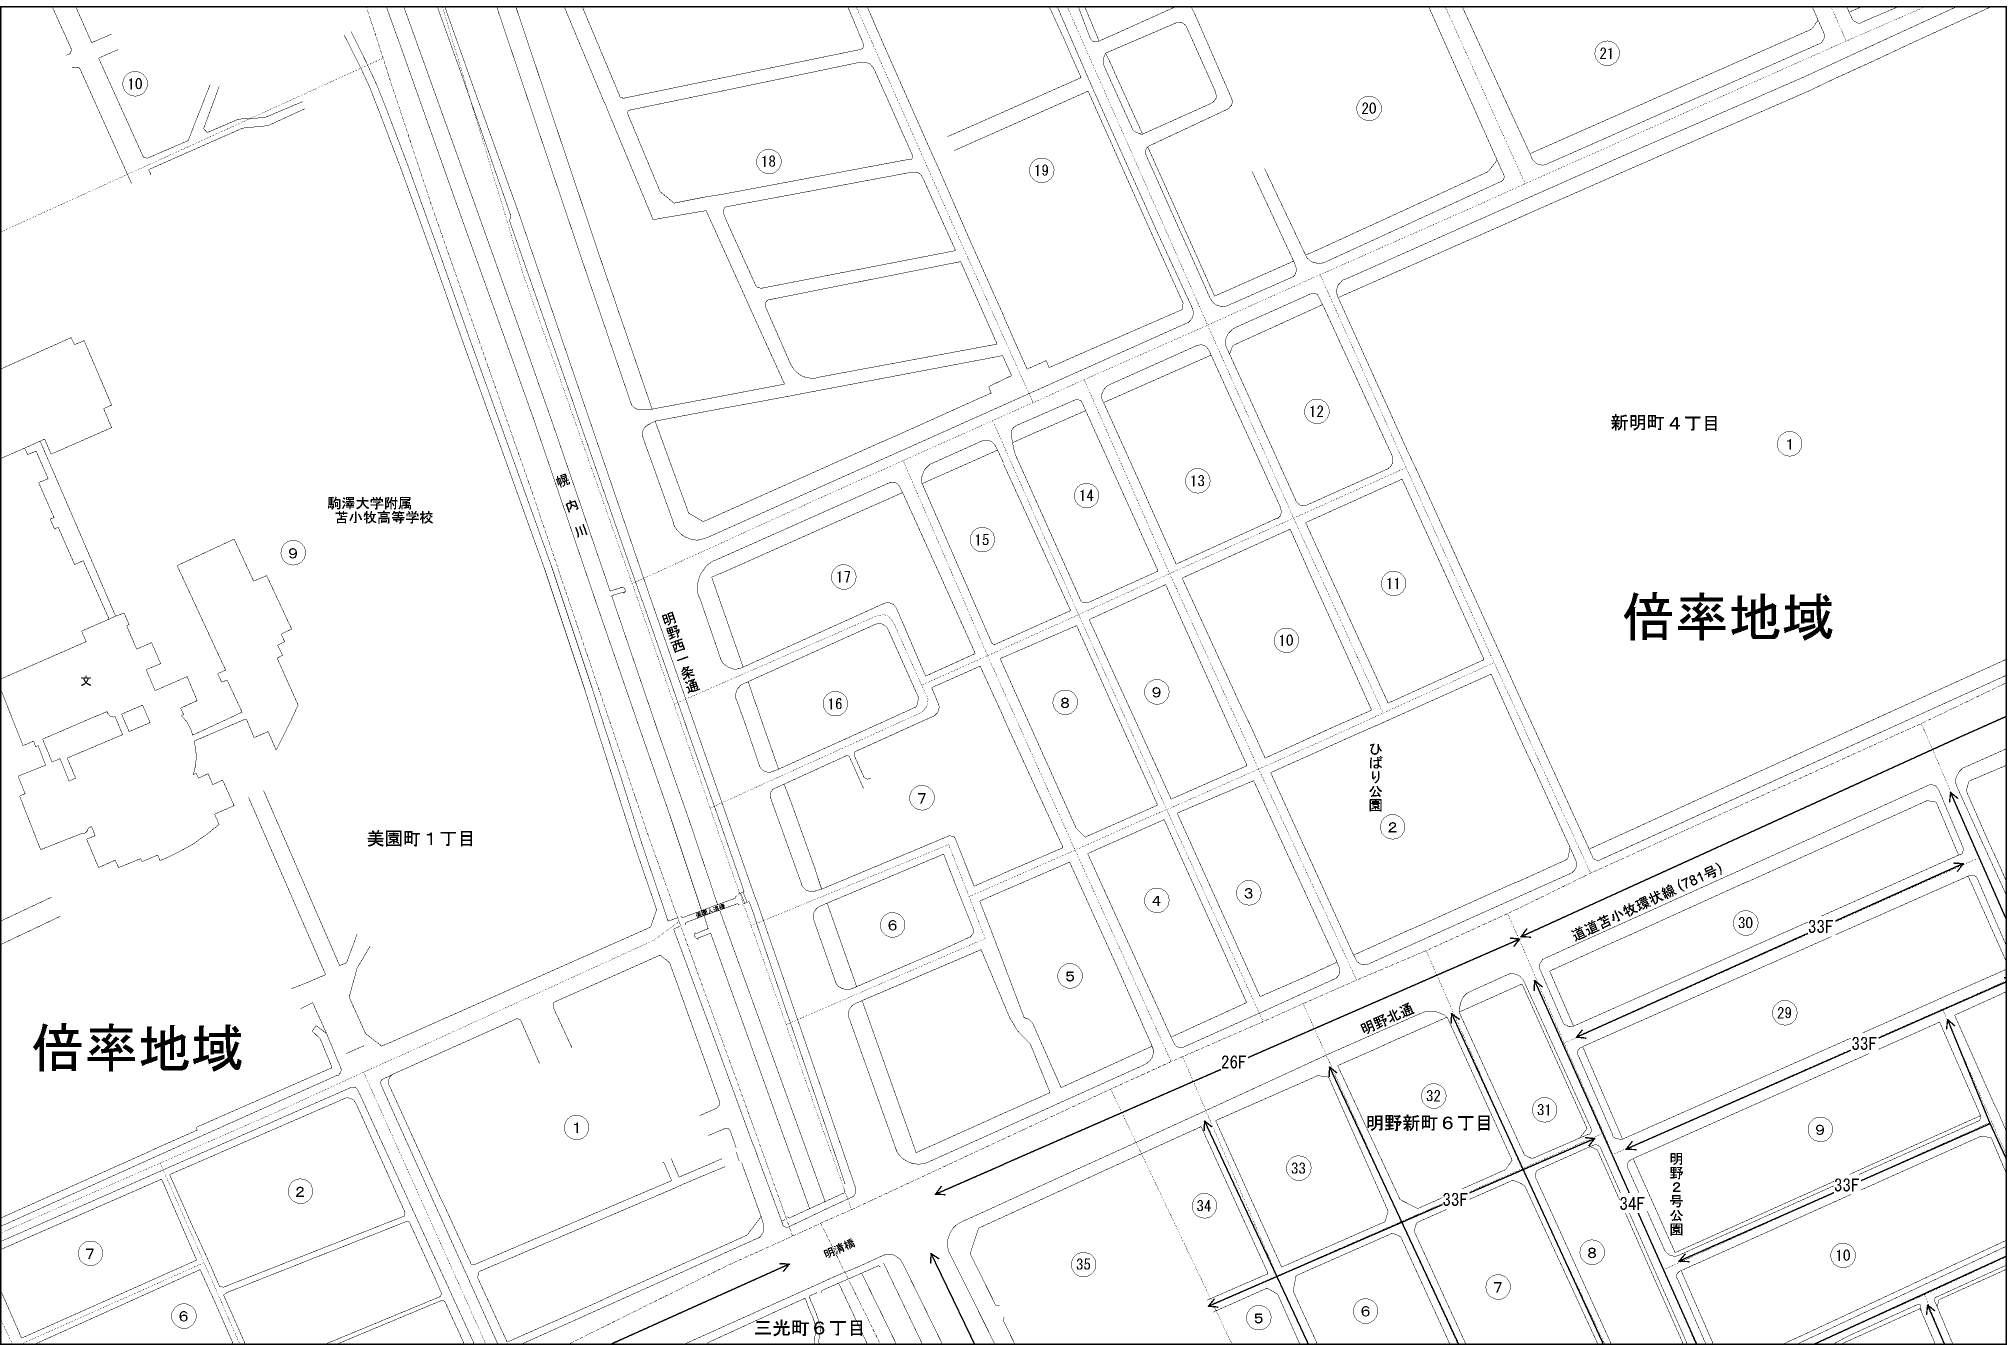 10
21
20
18
19
12
新明町４丁目
1
14
13
駒澤大学附属
苫小牧高等学校
幌内川
9
15
17
11
倍率地域
明野西一条通
10
文
16
8
9
ひばり公園
2
7
美園町１丁目
道道苫小牧環状線(781号)
3
4
30
6
33F
5
倍率地域
明野北通
29
26F
33F
32
31
明野新町６丁目
1
9
33
明野２号公園
33F
2
34
33F
34F
7
明清橋
35
8
10
7
6
三光町６丁目
5
6